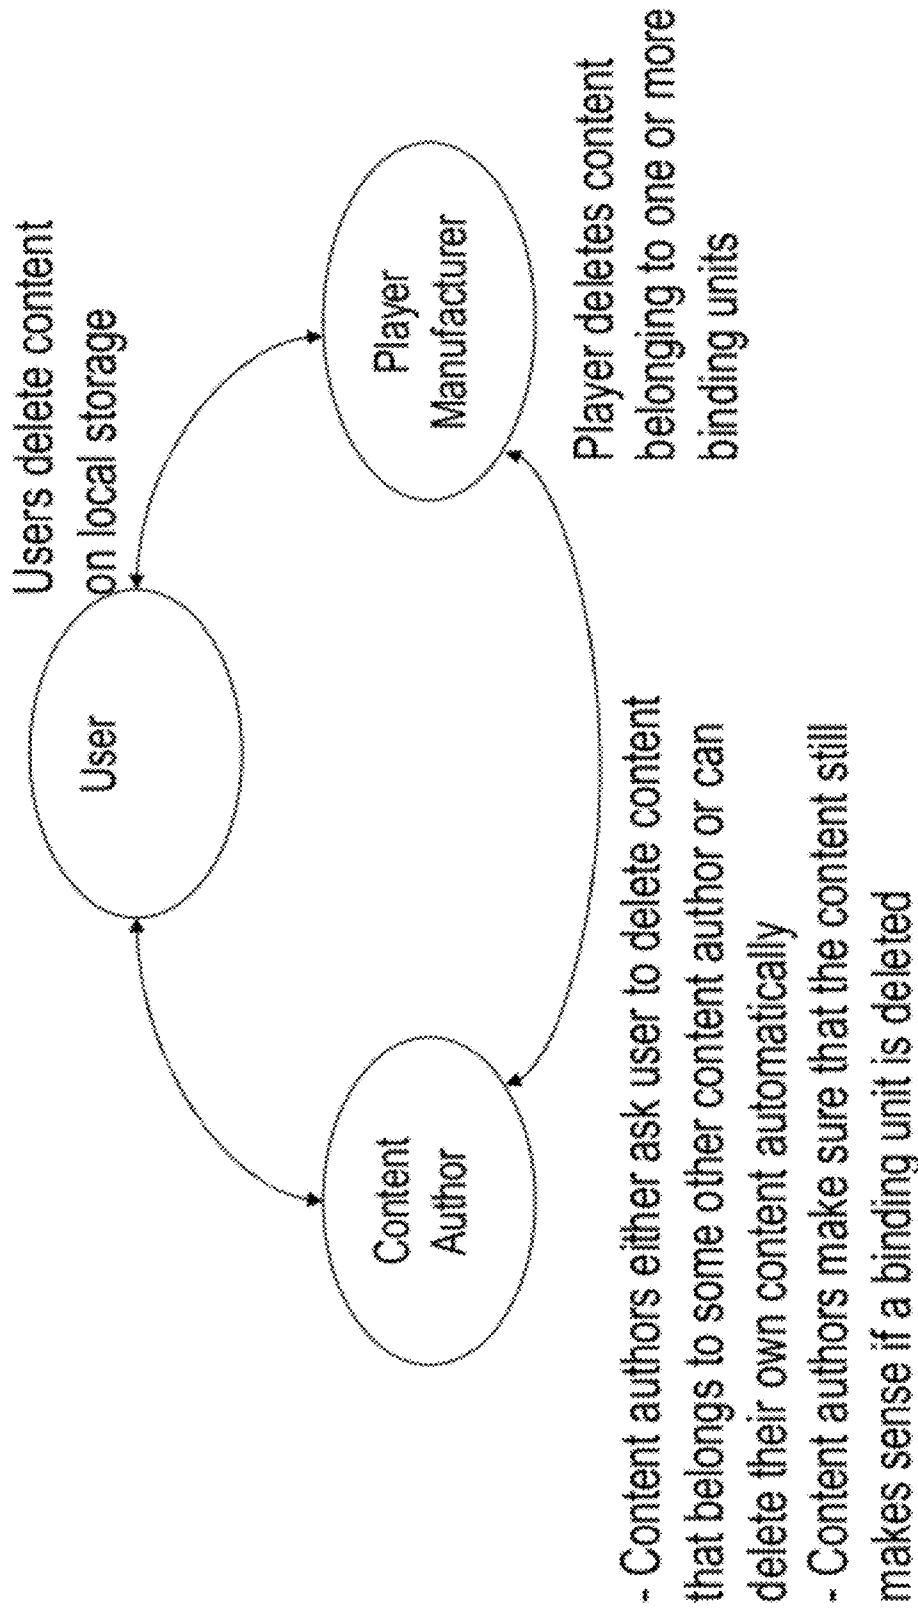 Users delete content
on local storage
User
Content
Author
Player
Manufacturer
Player deletes content
belonging to one or more
binding units
- Content authors either ask user to delete content
that belongs to some other content author or can
delete their own content automatically
- Content authors make sure that the content still
makes sense if a binding unit is deleted